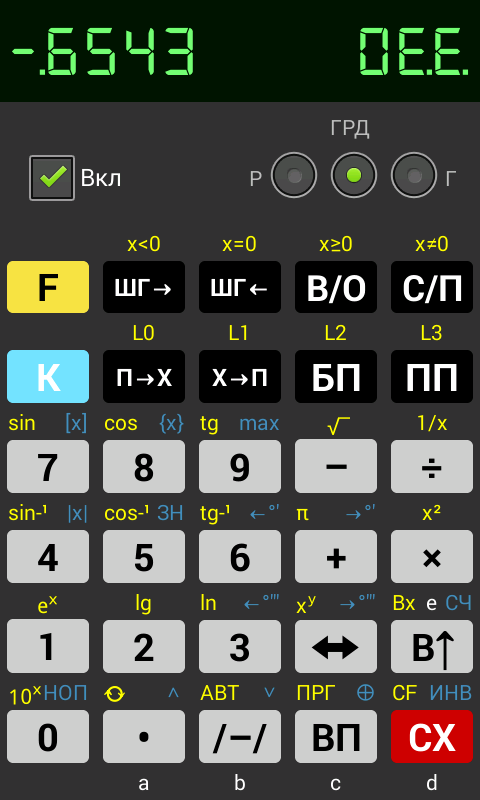 -.6543 0E.E.
ГРД
Вкл Р Г
x<0 x=0 x≥0 x≠0
F ШГ→ ШГ← В/О С/П
L0 L1 L2 L3
К П→Х Х→П БП ПП
sin [x] cos {x} tg max √ 1/x
7 8 9 − ÷
sin-¹ |x| cos-¹ ЗН tg-¹ ←°' π →°' x²
4 5 6 + ×
eˣ lg ln ←°'" xʸ →°'" Вх е СЧ
1 2 3 ↔ В↑
10ˣ НОП ^ АВТ ˅ ПРГ ⊕ CF ИНВ
0 • /−/ ВП СХ
a b c d